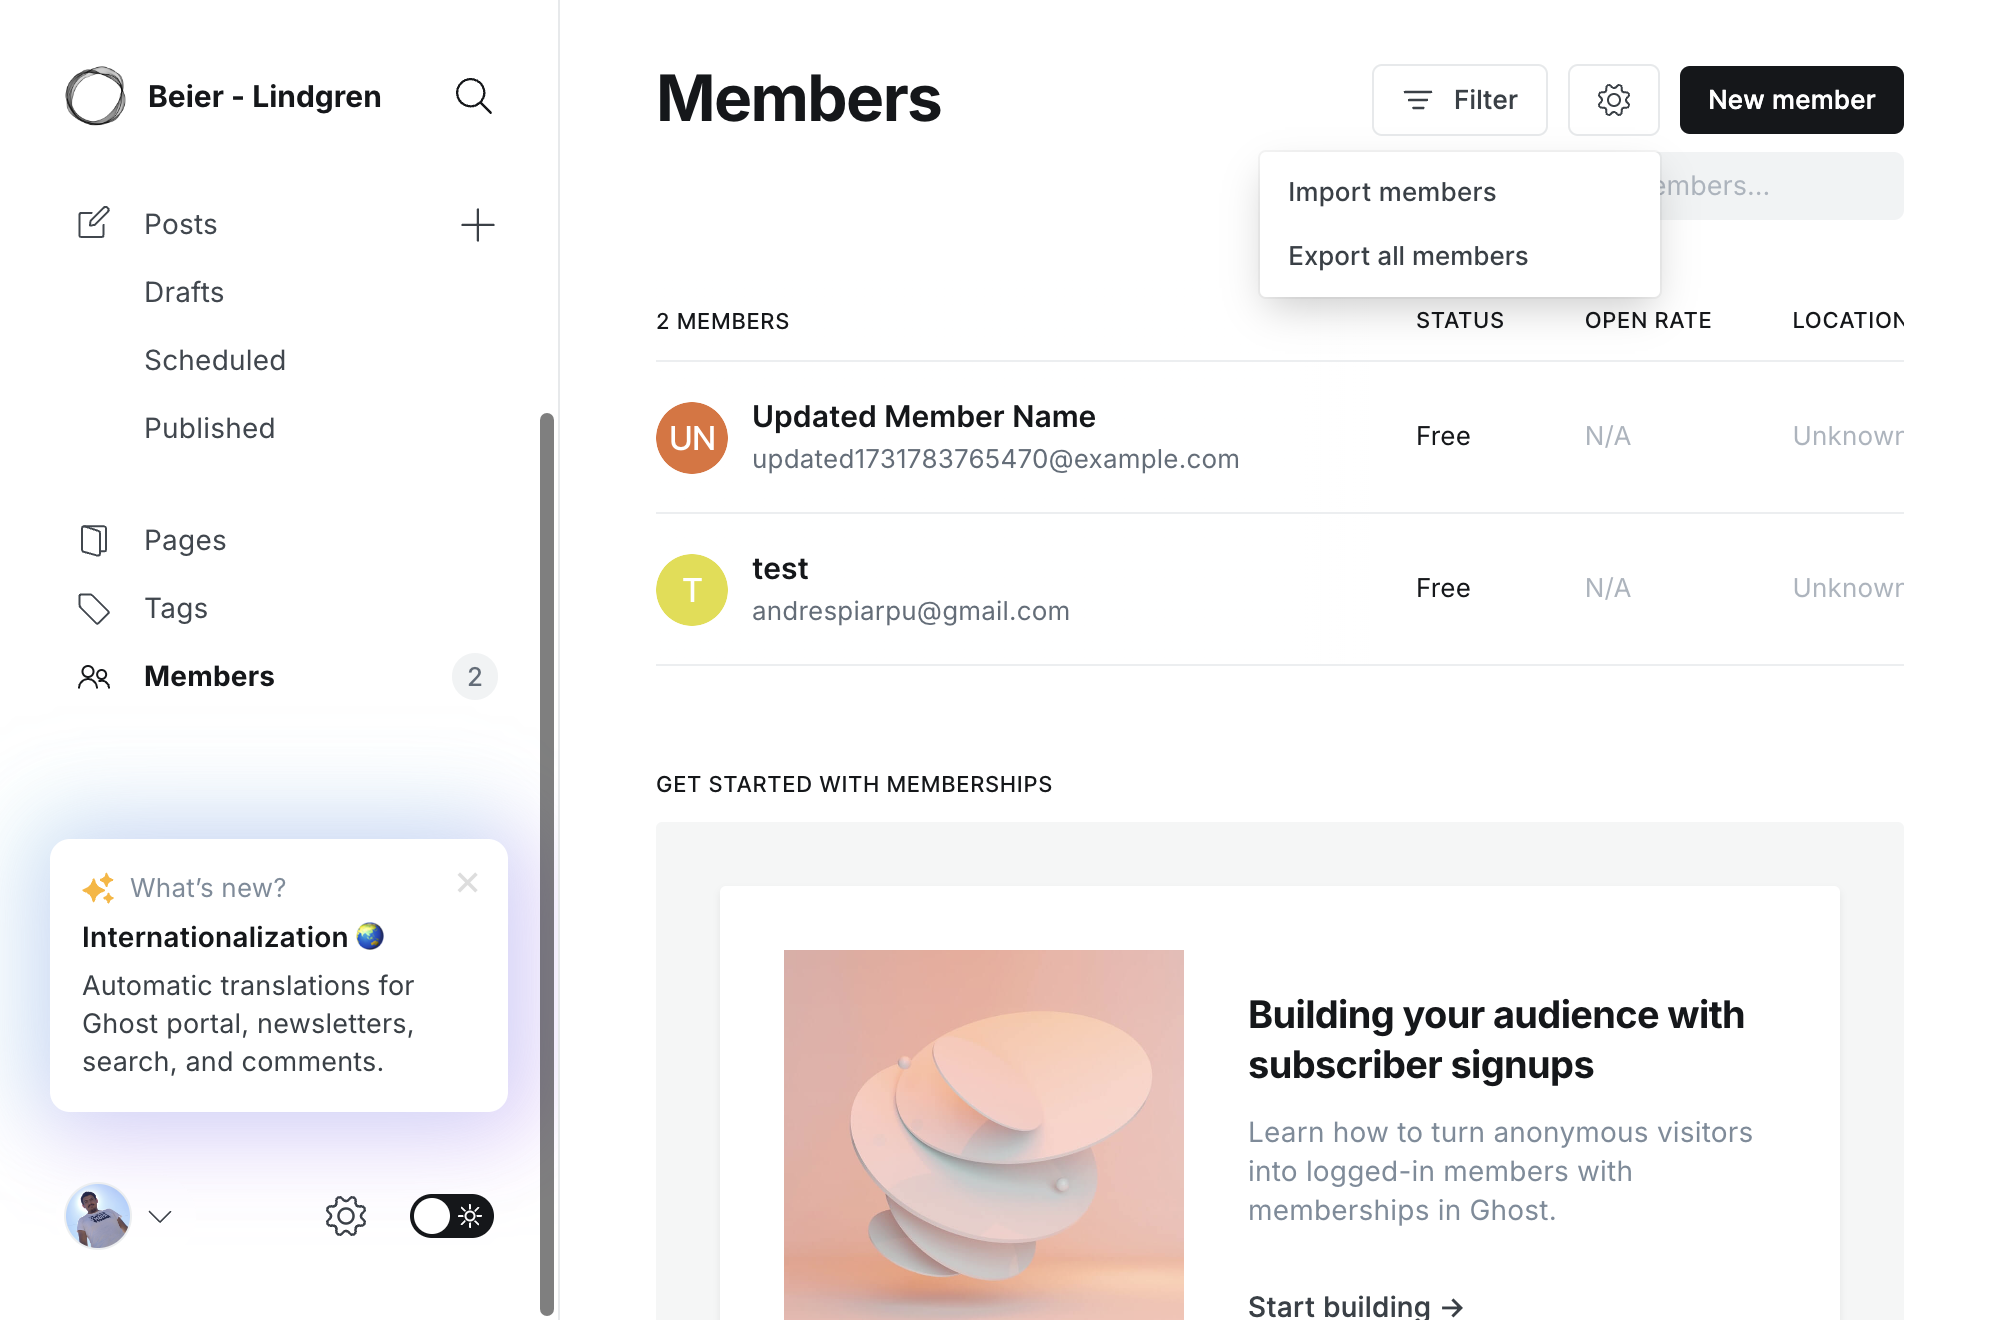 Beier - Lindgren
Posts
Drafts
Scheduled
Published
Pages
Tags
Members
2
What’s new?
Internationalization
Automatic translations for
Ghost portal, newsletters,
search, and comments.
Members
Filter
New member
Import members
Export all members
embers...
2 MEMBERS
STATUS
OPEN RATE
LOCATION
UN
Updated Member Name
updated1731783765470@example.com
Free
N/A
Unknown
T
test
andrespiarpu@gmail.com
Free
N/A
Unknown
GET STARTED WITH MEMBERSHIPS
Building your audience with
subscriber signups
Learn how to turn anonymous visitors
into logged-in members with
memberships in Ghost.
Start building →